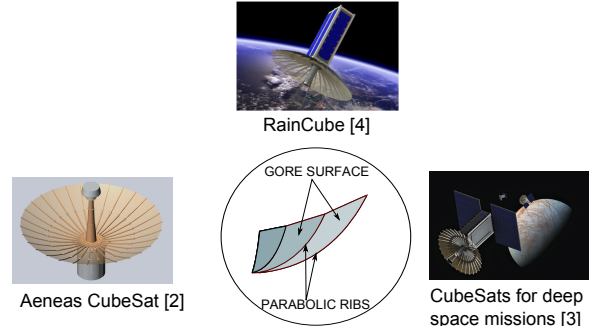 RainCube [4]
GORE SURFACE
PARABOLIC RIBS
Aeneas CubeSat [2]
CubeSats for deep
space missions [3]